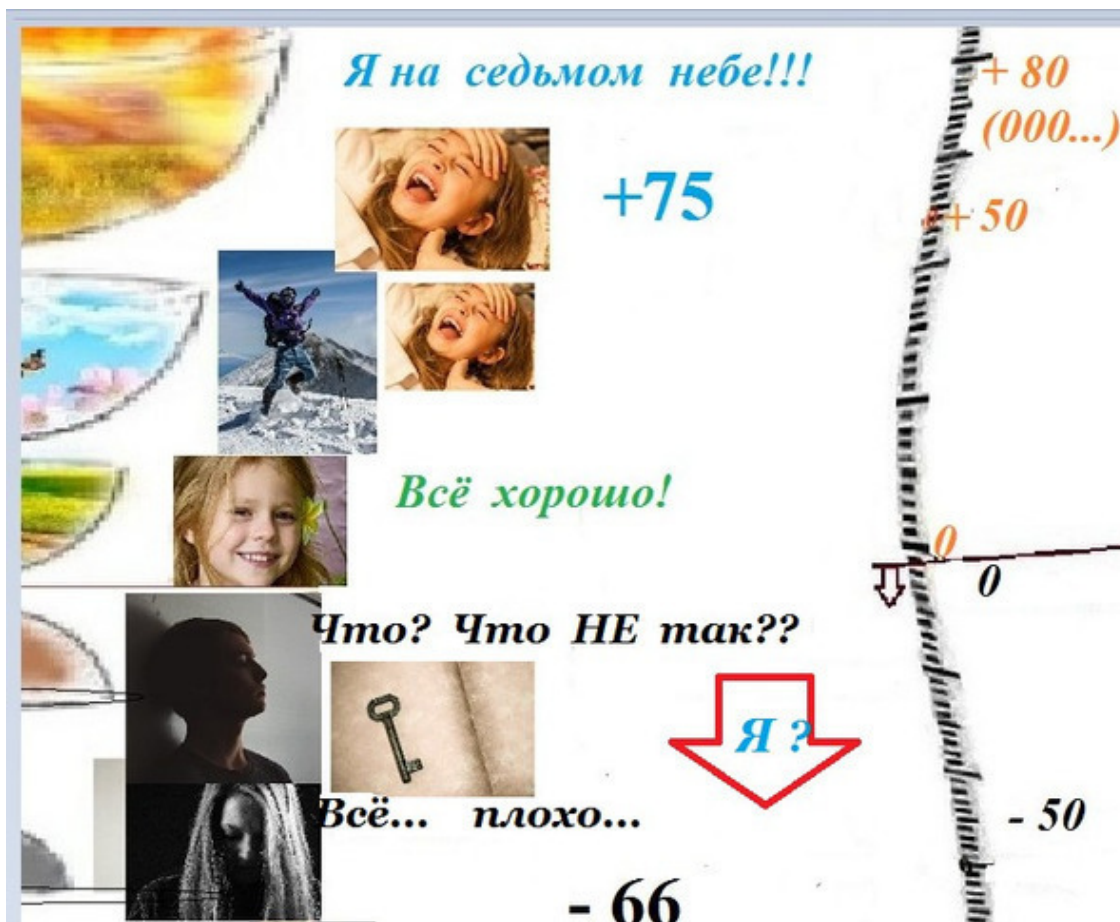 Я на седьмом небе!!!
+ 80
(000...)
+75
+ 50
Всё хорошо!
0
0
Что? Что НЕ так??
Я ?
Всё... плохо...
- 50
- 66